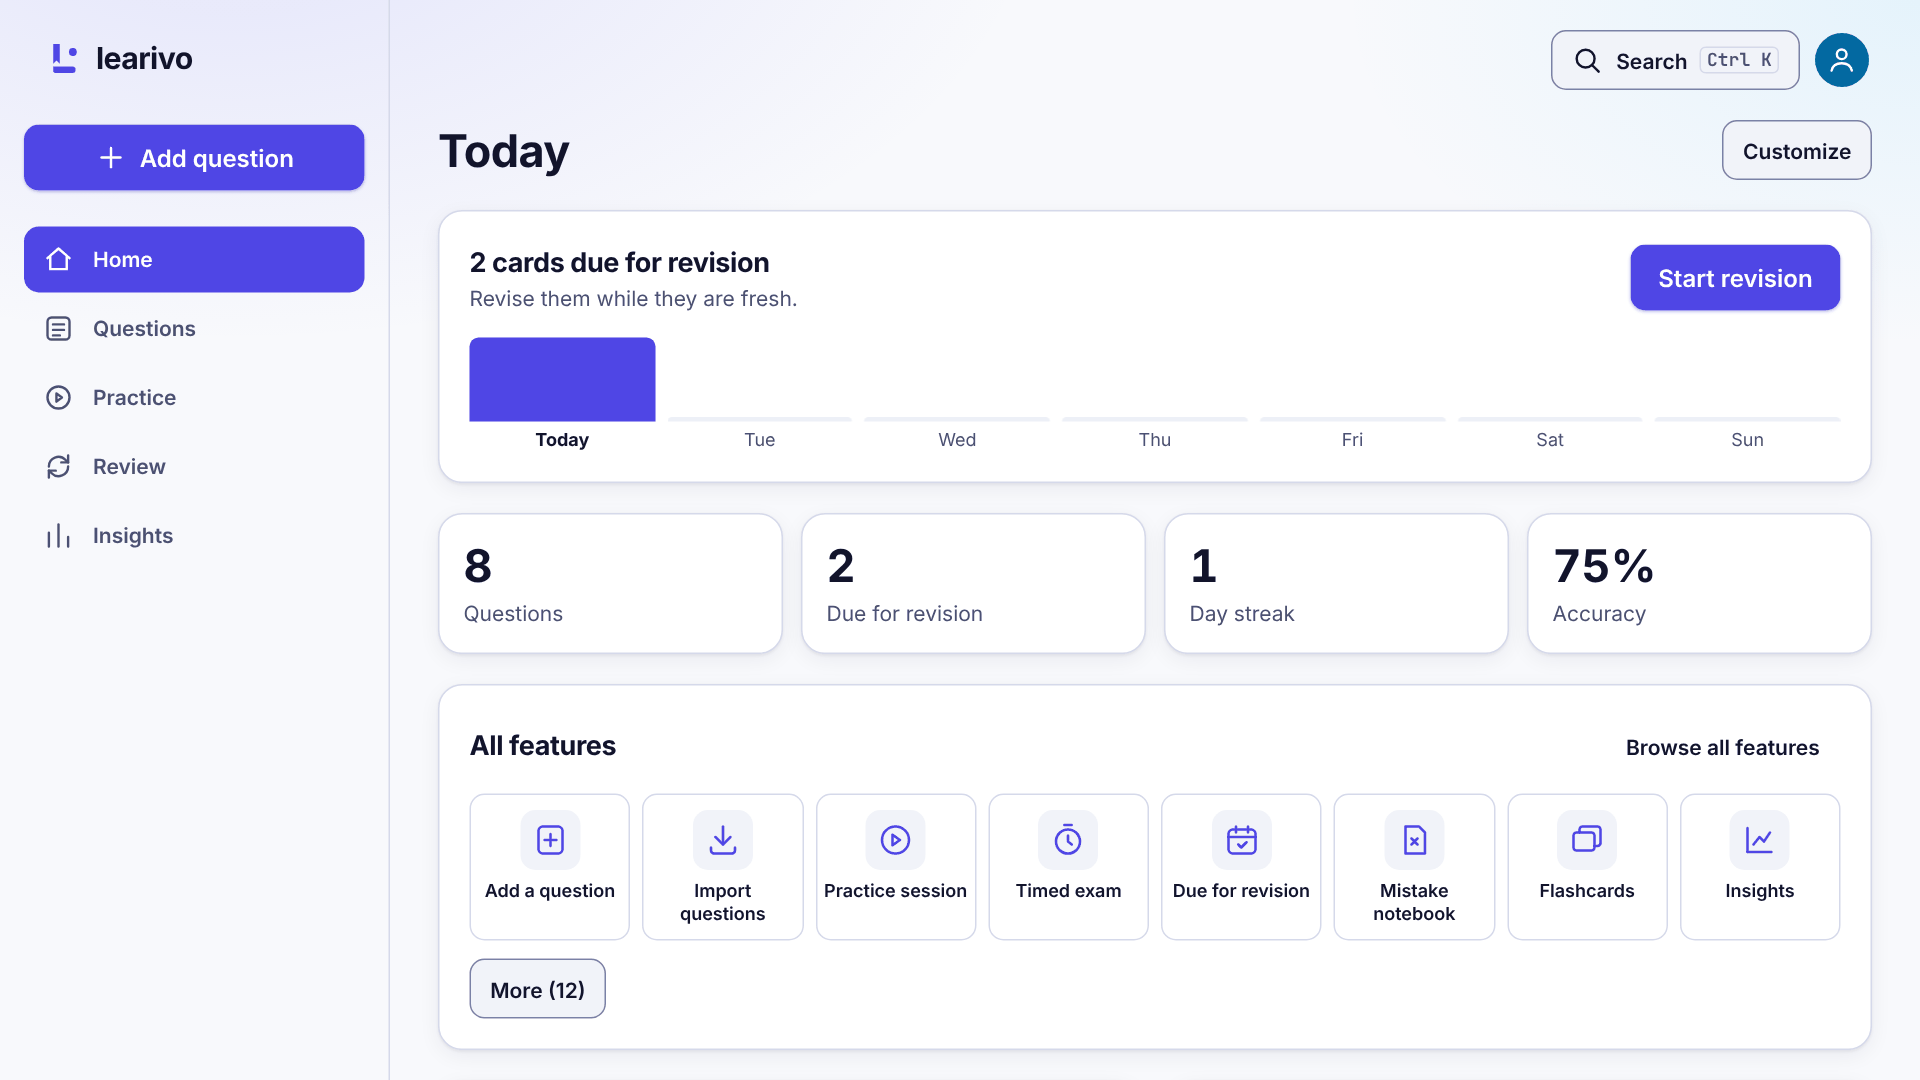 learivo
Search Ctrl K
Add question
Today
Customize
Home
Questions
Practice
Review
Insights
2 cards due for revision
Revise them while they are fresh.
Start revision
Today Tue Wed Thu Fri Sat Sun
8
Questions
2
Due for revision
1
Day streak
75%
Accuracy
All features
Browse all features
Add a question
Import
questions
Practice session
Timed exam
Due for revision
Mistake
notebook
Flashcards
Insights
More (12)